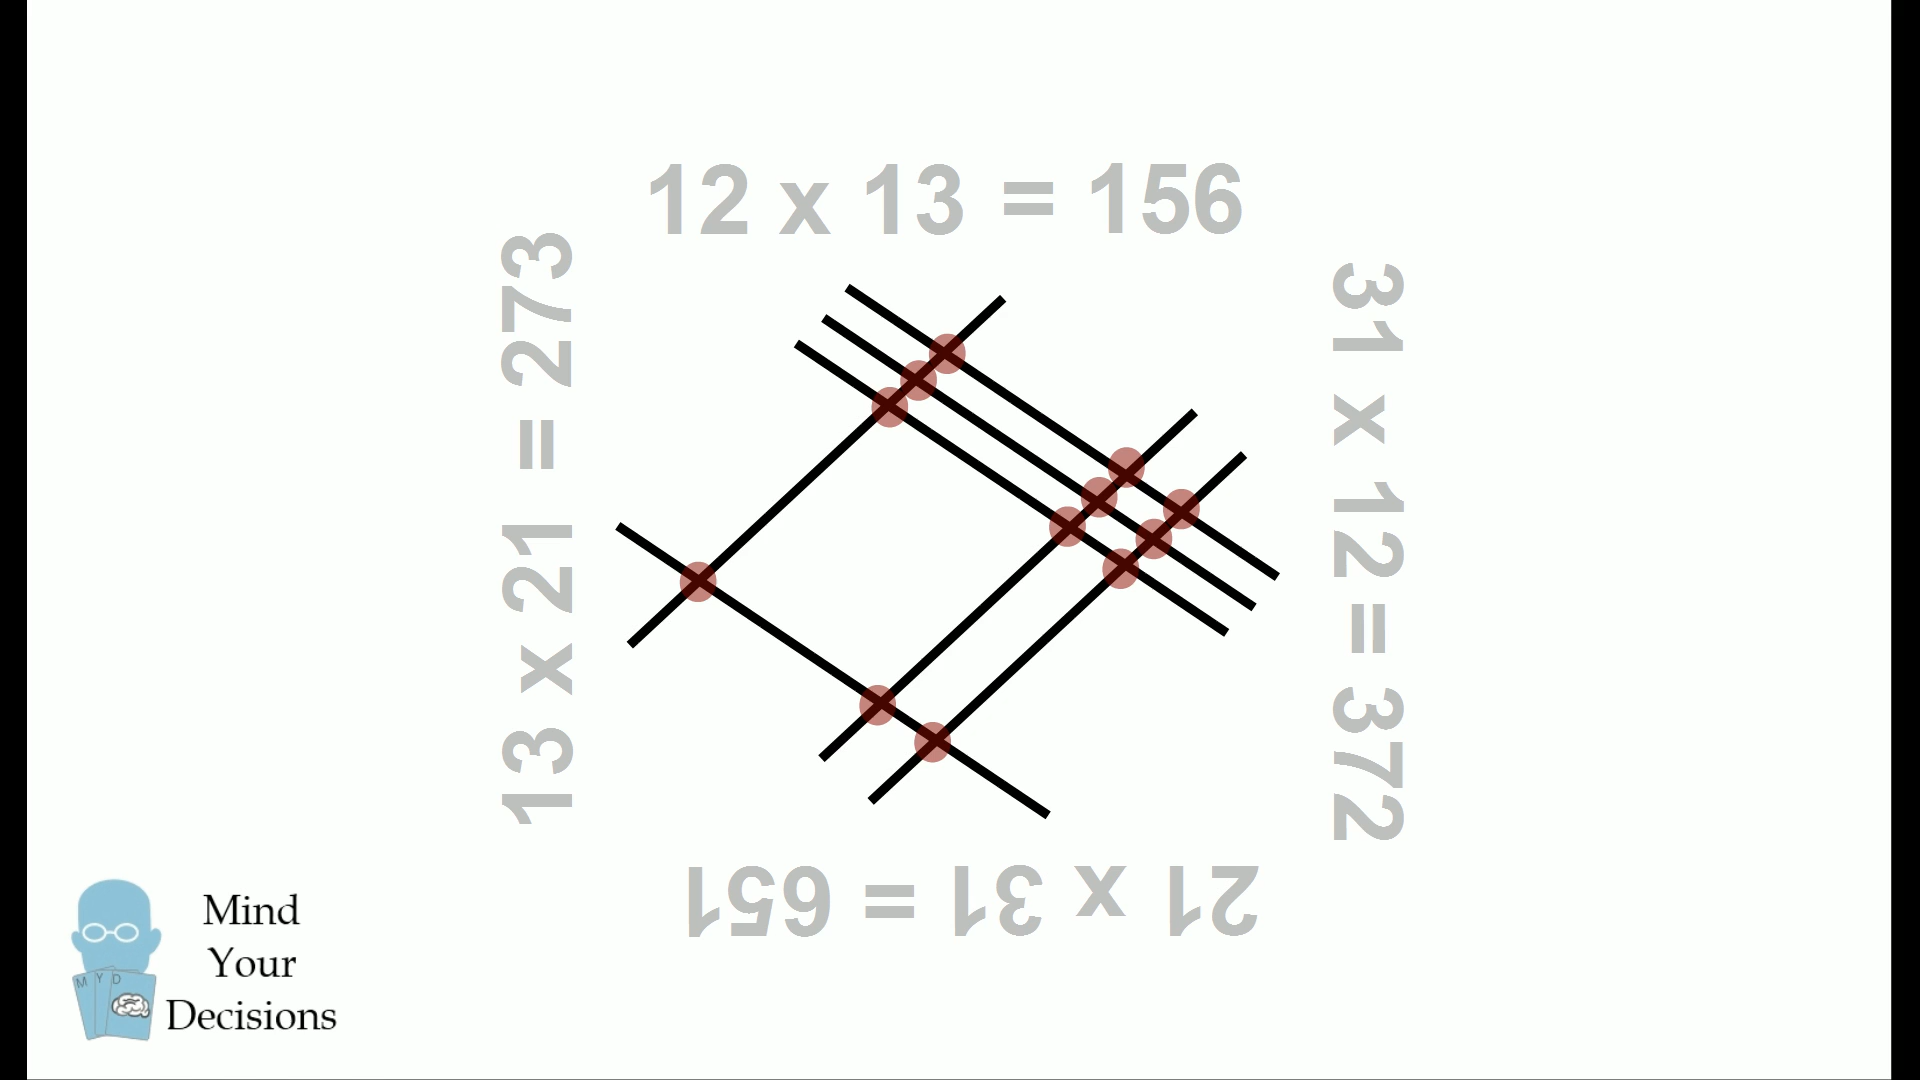 12 x 13 = 156
13 x 21 = 273
31 x 12 = 372
21 x 31 = 651
Mind
Your
Decisions
M Y D